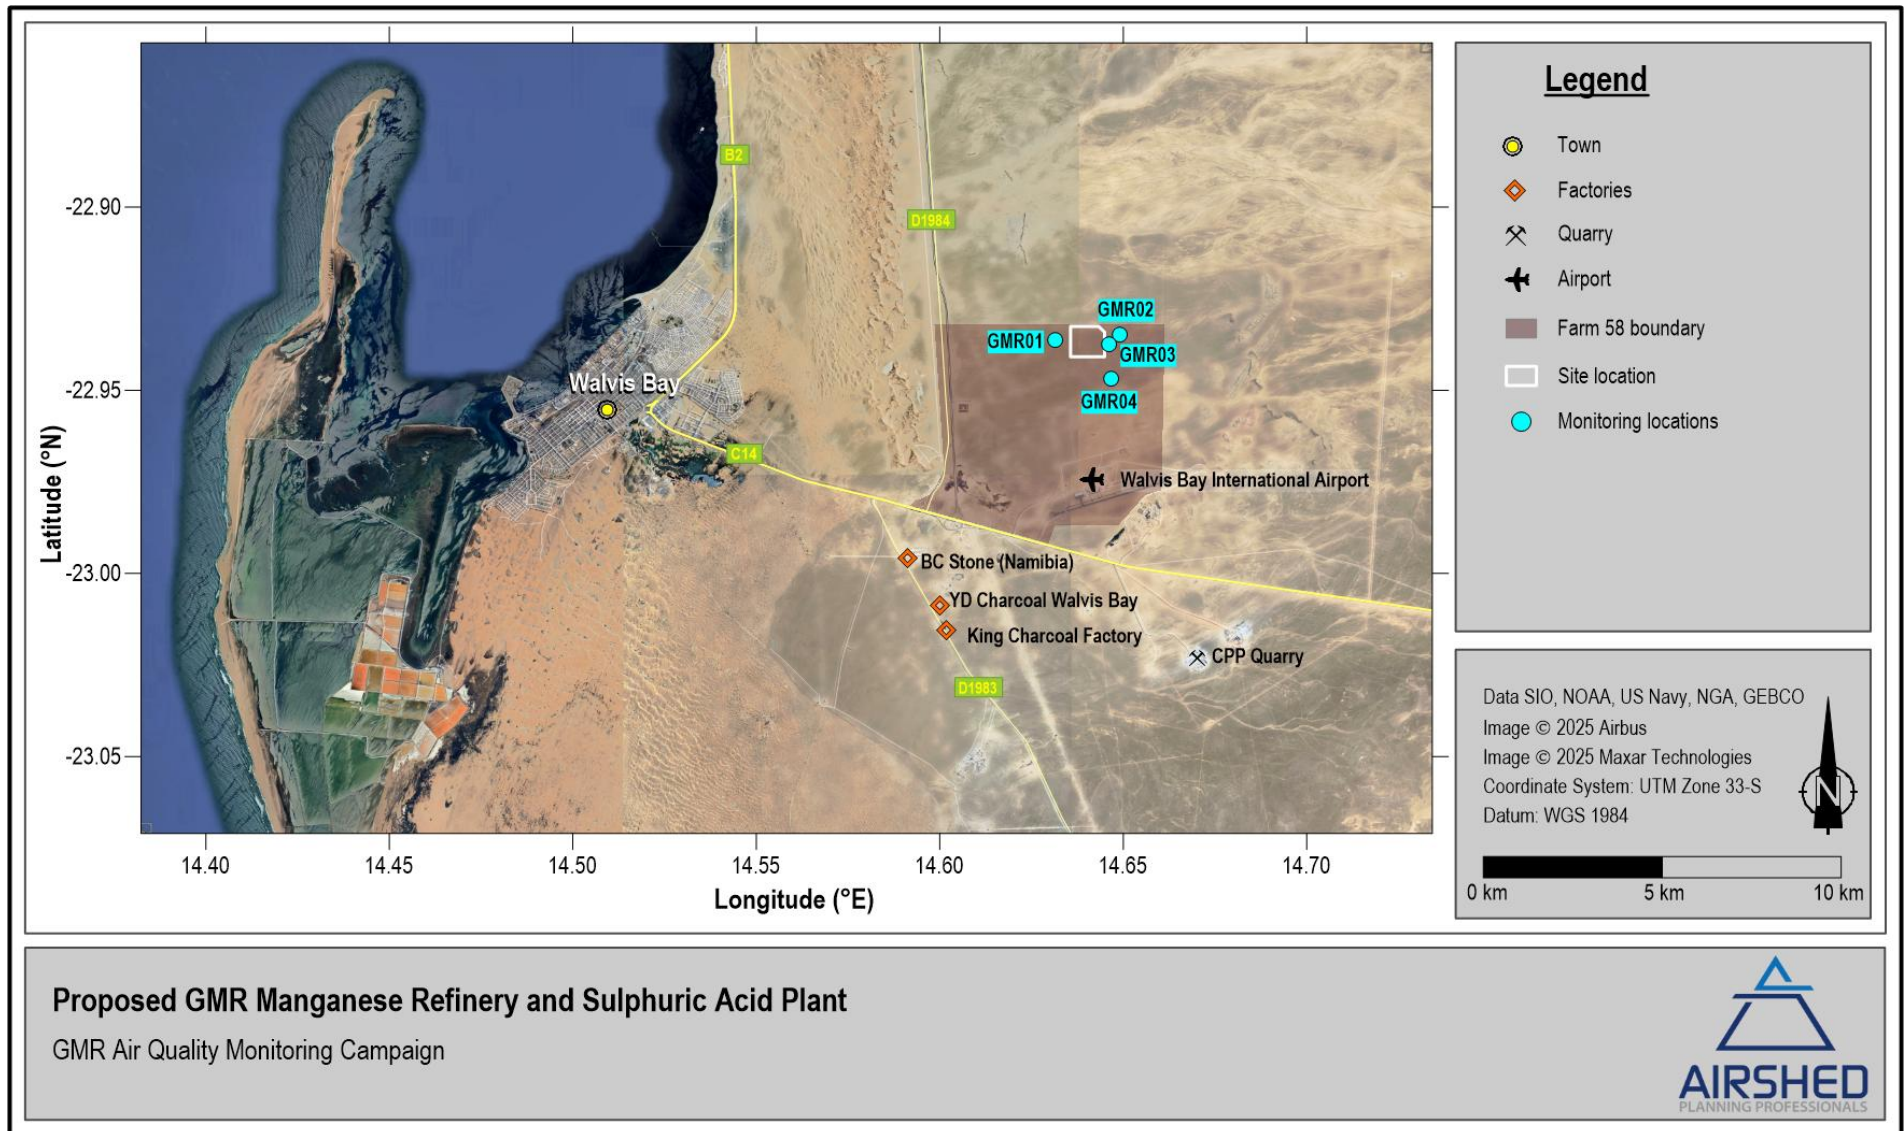 Legend
Town
Factories
Quarry
Airport
Farm 58 boundary
Site location
Monitoring locations
B2
D1984
GMR02
GMR01
GMR03
GMR04
Walvis Bay
C14
Walvis Bay International Airport
BC Stone (Namibia)
YD Charcoal Walvis Bay
King Charcoal Factory
CPP Quarry
D1983
Latitude (°N)
-22.90
-22.95
-23.00
-23.05
14.40 14.45 14.50 14.55 14.60 14.65 14.70
Longitude (°E)
Data SIO, NOAA, US Navy, NGA, GEBCO
Image © 2025 Airbus
Image © 2025 Maxar Technologies
Coordinate System: UTM Zone 33-S
Datum: WGS 1984
N
0 km 5 km 10 km
Proposed GMR Manganese Refinery and Sulphuric Acid Plant
GMR Air Quality Monitoring Campaign
AIRSHED
PLANNING PROFESSIONALS